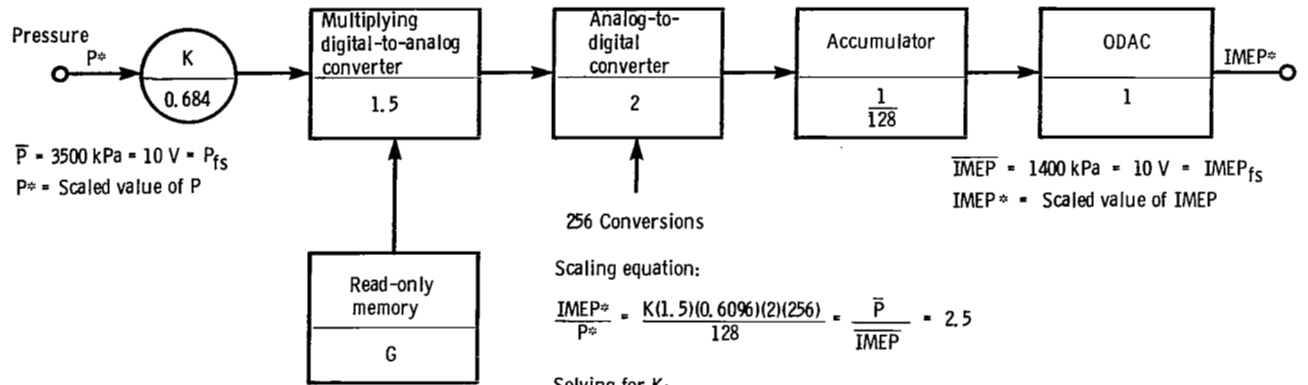 Pressure
P*
K
0.684
Multiplying
digital-to-analog
converter
1.5
Analog-to-
digital
converter
2
Accumulator
1
128
ODAC
1
IMEP*
P̅ = 3500 kPa = 10 V = Pfs
P* = Scaled value of P
256 Conversions
I̅M̅E̅P̅ = 1400 kPa = 10 V = IMEPfs
IMEP* = Scaled value of IMEP
Read-only
memory
G
Scaling equation:
IMEP*/P* = K(1.5)(0.6096)(2)(256)/128 = P̅/I̅M̅E̅P̅ = 2.5
Solving for K: